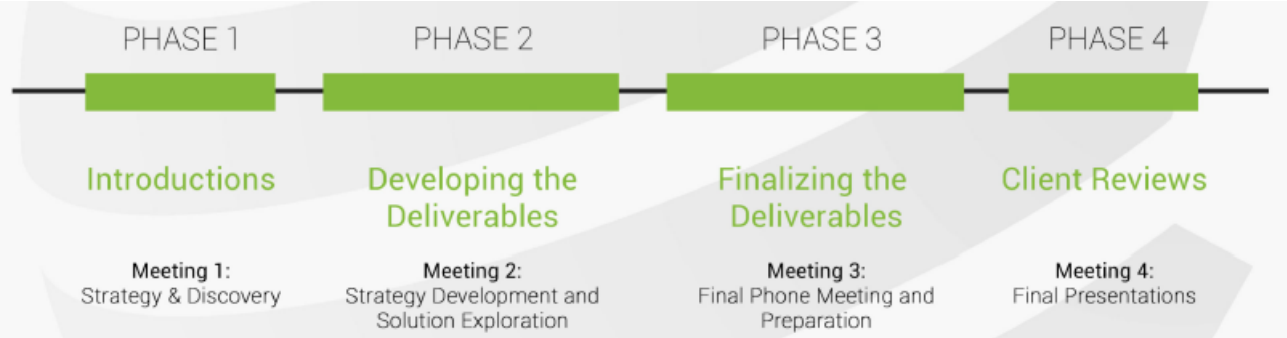 PHASE 1
PHASE 2
PHASE 3
PHASE 4
Introductions
Developing the
Deliverables
Finalizing the
Deliverables
Client Reviews
Meeting 1:
Strategy & Discovery
Meeting 2:
Strategy Development and
Solution Exploration
Meeting 3:
Final Phone Meeting and
Preparation
Meeting 4:
Final Presentations